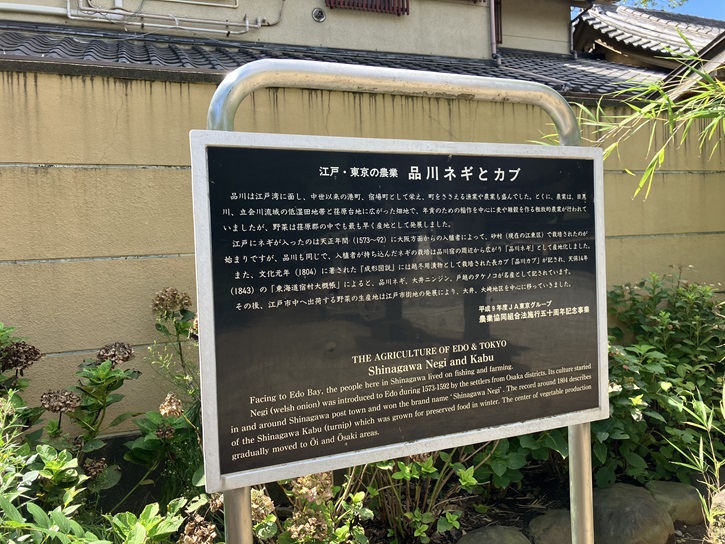 江戸・東京の農業 品川ネギとカブ
品川は江戸湾に面し、中世以来の港町、宿場町として栄え、町をささえる漁業や農業も盛んでした。とくに、農業は、目黒
川、立会川流域の低湿田地帯と荏原台地に広がった畑地で、年貢のための稲作を中心に麦や雑穀を作る穀致的農業が行われて
いましたが、野菜は荏原郡の中でも最も早く産地として発展しました。
江戸にネギが入ったのは天正年間(1573〜92)に大阪方面からの入植者によって、砂村(現在の江東区)で栽培されたのが
始まりですが、品川も同じで、入植者が持ち込んだネギの栽培は品川宿の周辺から広がり「品川ネギ」として産地化しました。
また、文化元年(1804)に著された「成形図説」には越冬用漬物として栽培された長カブ「品川カブ」が記され、天保14年
(1843)の「東海道宿村大概帳」によると、品川ネギ、大井ニンジン、戸越のタケノコが名産として記されています。
その後、江戸市中へ出荷する野菜の生産地は江戸市街地の発展により、大井、大崎地区を中心に移っていきました。
平成9年度JA東京グループ
農業協同組合法施行五十周年記念事業
THE AGRICULTURE OF EDO & TOKYO
Shinagawa Negi and Kabu
Facing to Edo Bay, the people here in Shinagawa lived on fishing and farming.
Negi (welsh onion) was introduced to Edo during 1573-1592 by the settlers from Osaka districts. Its culture started
in and around Shinagawa post town and won the brand name "Shinagawa Negi". The record around 1804 describes
of the Shinagawa Kabu (turnip) which was grown for preserved food in winter. The center of vegetable production
gradually moved to Ōi and Ōsaki areas.